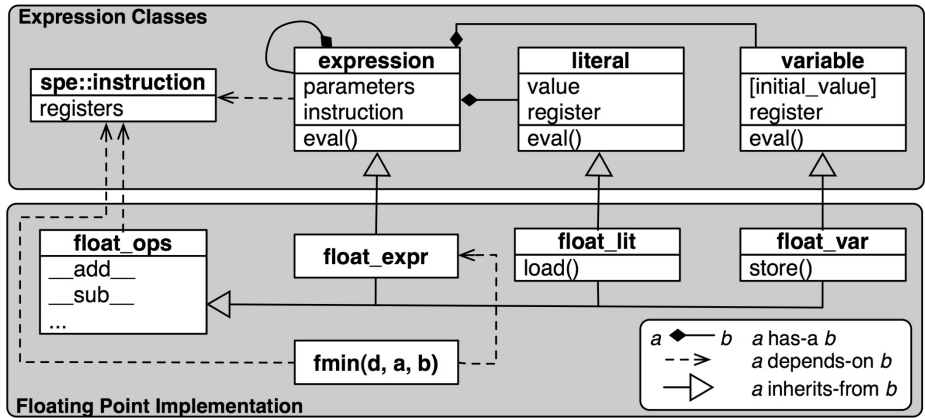 Expression Classes
spe::instruction
registers
expression
parameters
instruction
eval()
literal
value
register
eval()
variable
[initial_value]
register
eval()
float_ops
__add__
__sub__
...
float_expr
float_lit
load()
float_var
store()
fmin(d, a, b)
a b a has-a b
a depends-on b
a inherits-from b
Floating Point Implementation